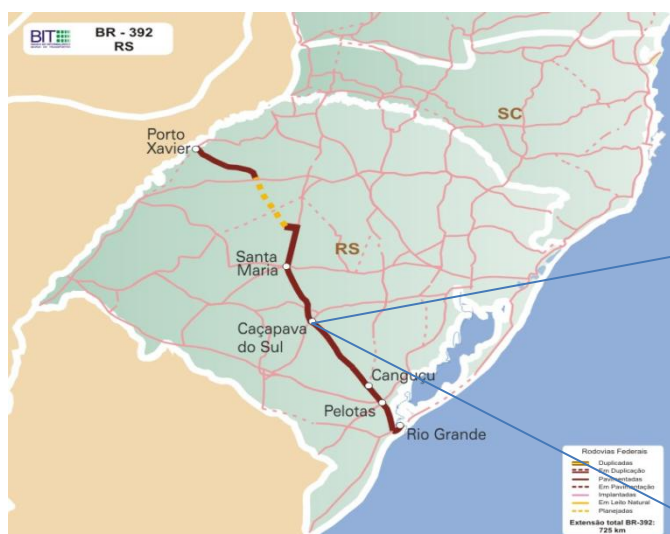 BIT
BR - 392
RS
SC
Porto
Xavier
RS
Santa
Maria
Caçapava
do Sul
Canguçu
Pelotas
Rio Grande
Rodovias Federais
Duplicadas
Em Duplicação
Pavimentadas
Em Pavimentação
Implantadas
Em Leito Natural
Planejadas
Extensão total BR-392:
725 km